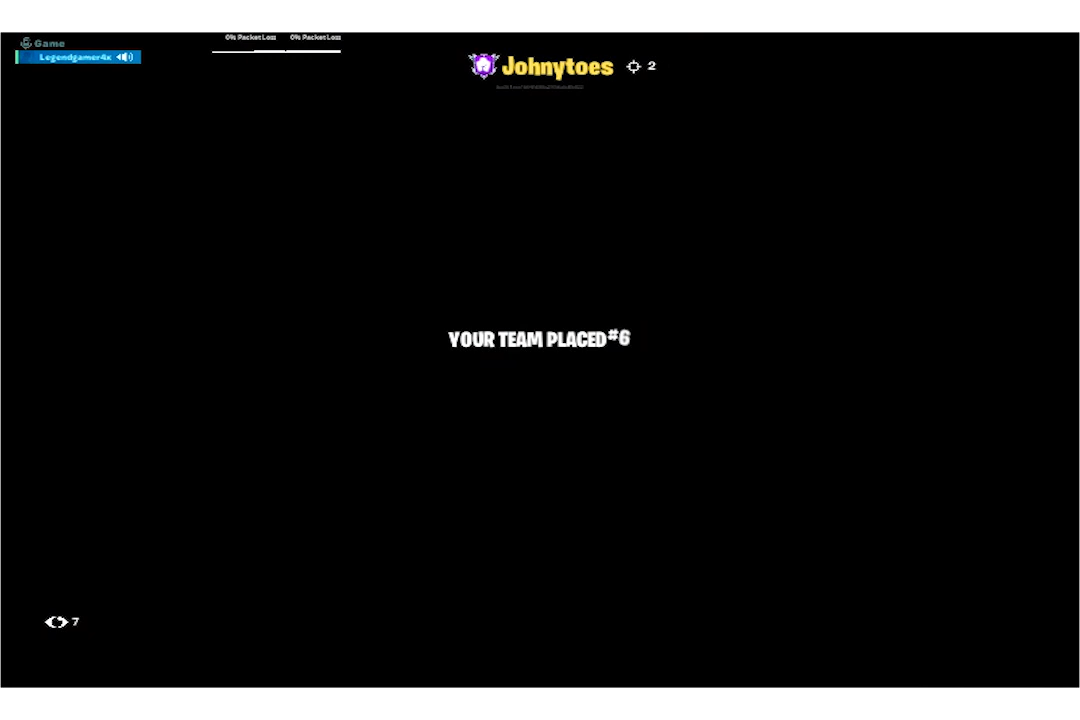 Game
0% Packet Loss 0% Packet Loss
Legendgamer4x
Johnytoes 2
YOUR TEAM PLACED #6
7